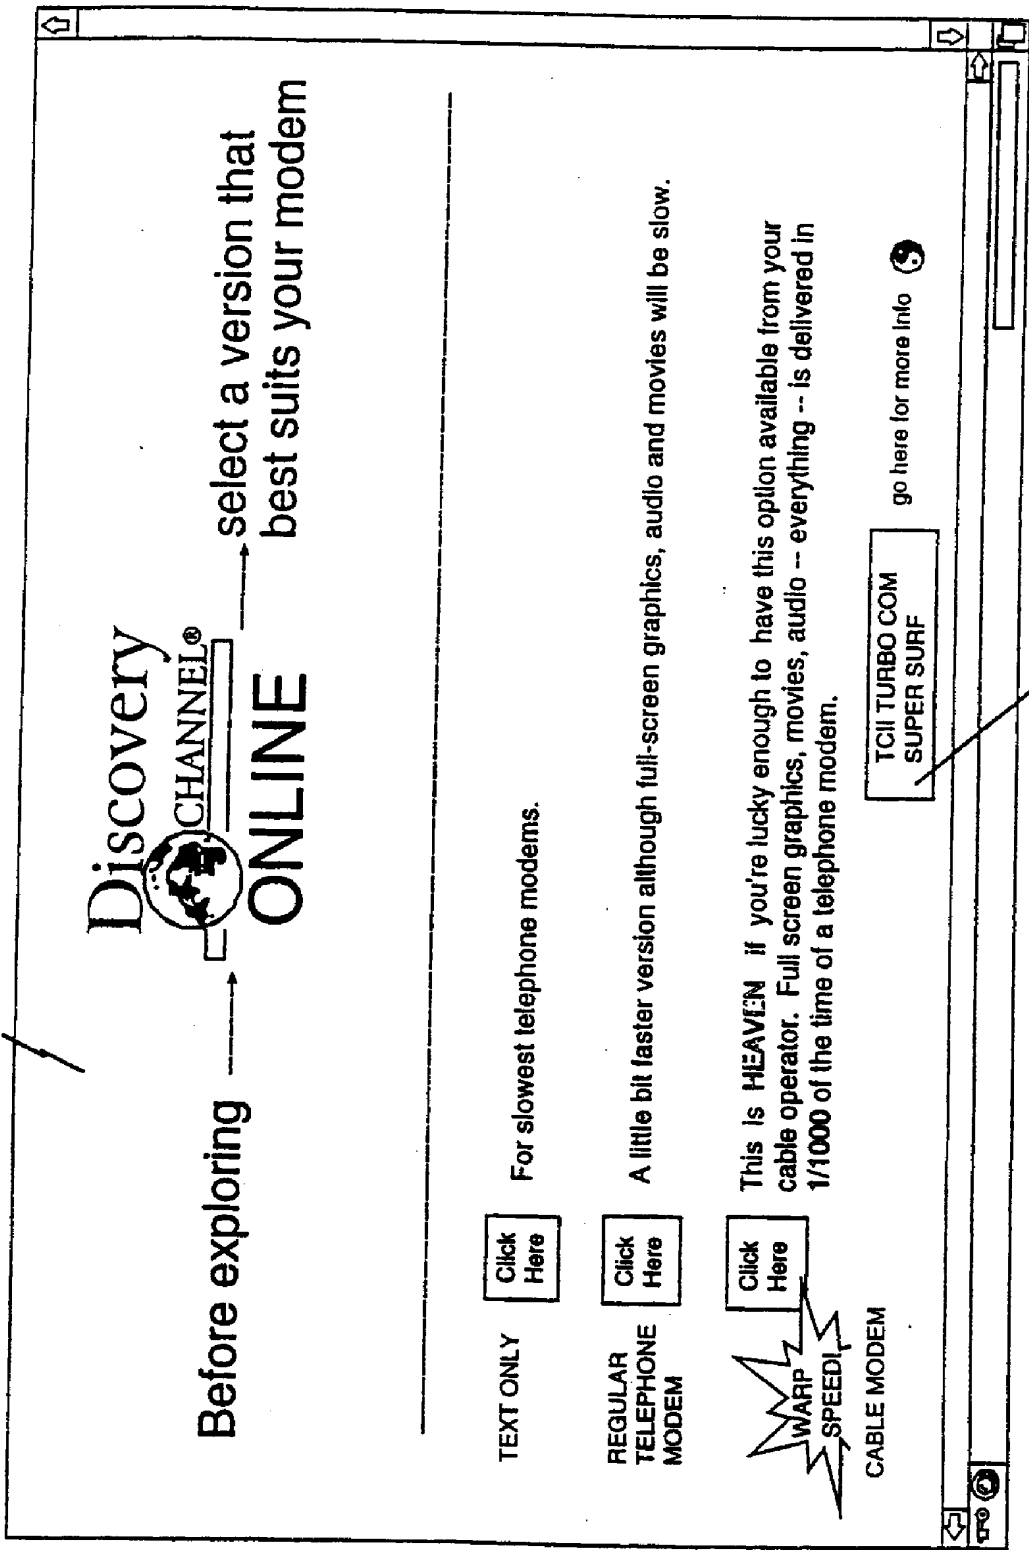 Before exploring
Discovery
CHANNEL®
ONLINE
select a version that
best suits your modem
TEXT ONLY
Click
Here
For slowest telephone modems.
REGULAR
TELEPHONE
MODEM
Click
Here
A little bit faster version although full-screen graphics, audio and movies will be slow.
WARP
SPEED!
CABLE MODEM
Click
Here
This is HEAVEN if you're lucky enough to have this option available from your
cable operator. Full screen graphics, movies, audio -- everything -- is delivered in
1/1000 of the time of a telephone modem.
TCII TURBO COM
SUPER SURF
go here for more Info